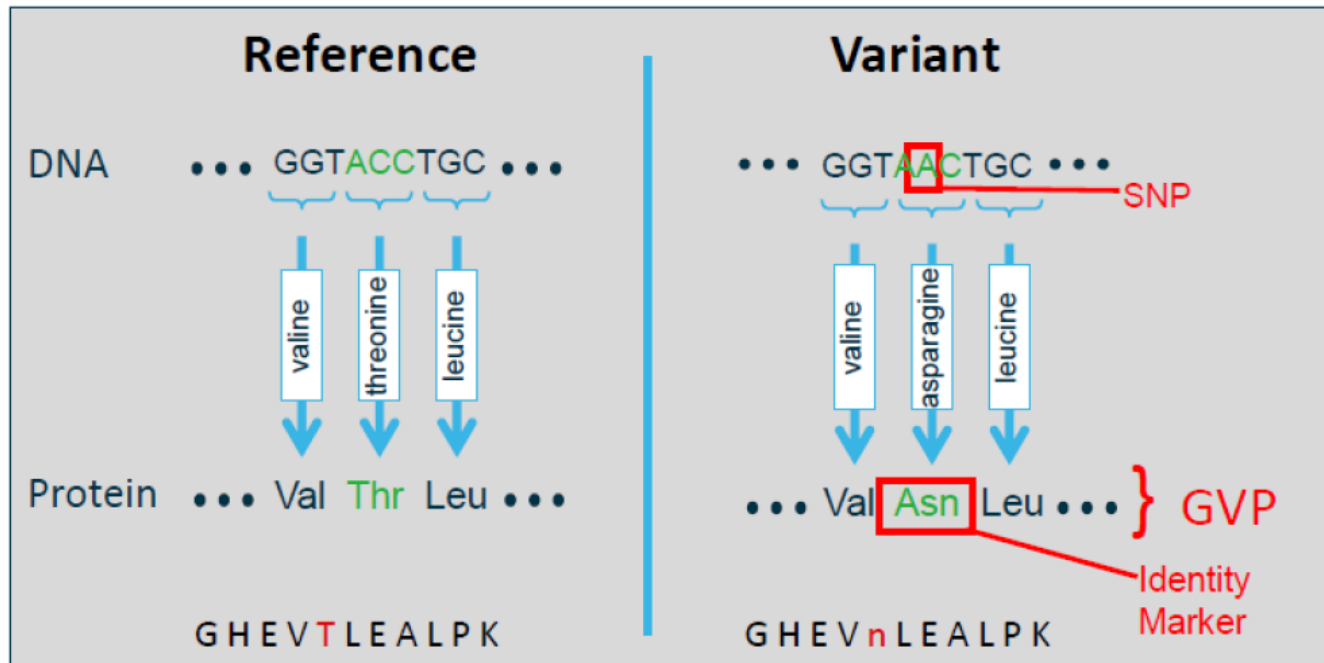 Reference
Variant
DNA
••• GGTACCTGC •••
••• GGTAACTGC •••
SNP
valine
threonine
leucine
valine
asparagine
leucine
Protein
••• Val Thr Leu •••
••• Val Asn Leu •••
} GVP
Identity
Marker
G H E V T L E A L P K
G H E V n L E A L P K